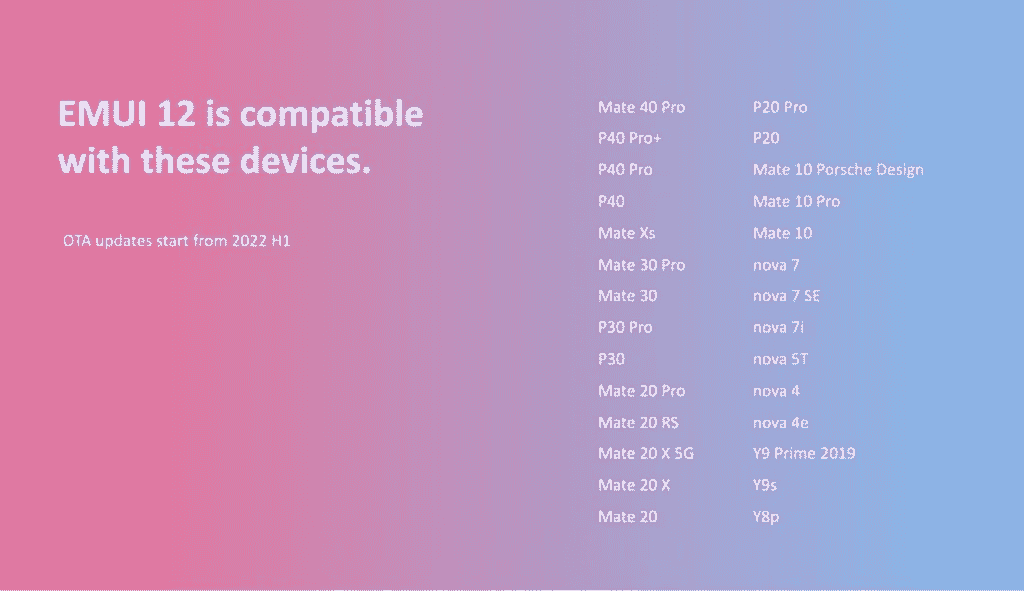 EMUI 12 is compatible
with these devices.
OTA updates start from 2022 H1
Mate 40 Pro
P40 Pro+
P40 Pro
P40
Mate Xs
Mate 30 Pro
Mate 30
P30 Pro
P30
Mate 20 Pro
Mate 20 RS
Mate 20 X 5G
Mate 20 X
Mate 20
P20 Pro
P20
Mate 10 Porsche Design
Mate 10 Pro
Mate 10
nova 7
nova 7 SE
nova 7i
nova 5T
nova 4
nova 4e
Y9 Prime 2019
Y9s
Y8p